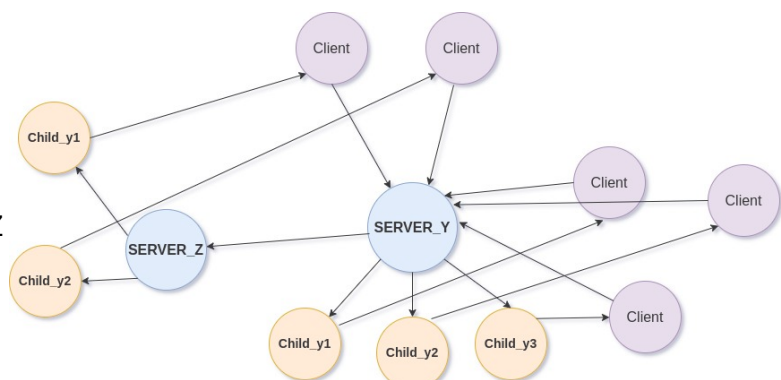 Client
Client
Child_y1
Client
Client
SERVER_Y
SERVER_Z
Child_y2
Client
Child_y1
Child_y2
Child_y3